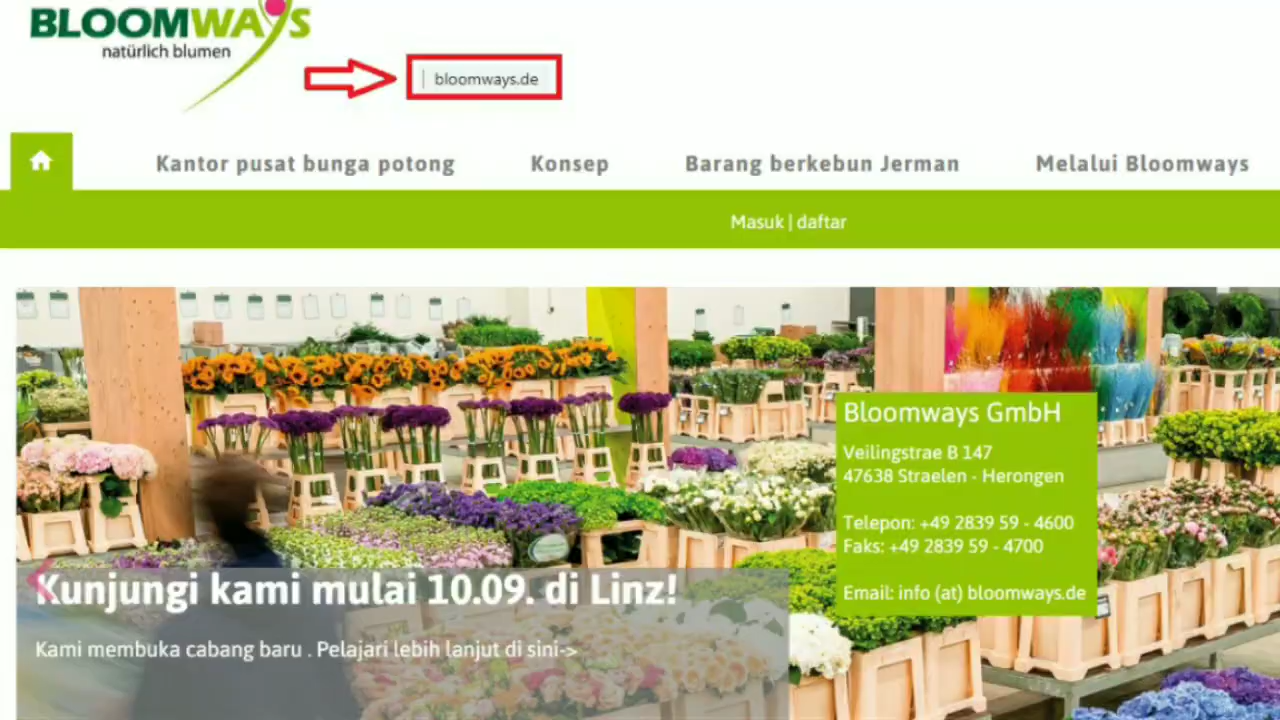 BLOOMWAYS
natürlich blumen
bloomways.de
Kantor pusat bunga potong Konsep Barang berkebun Jerman Melalui Bloomways
Masuk | daftar
Bloomways GmbH
Veilingstrae B 147
47638 Straelen - Herongen
Telepon: +49 2839 59 - 4600
Faks: +49 2839 59 - 4700
Email: info (at) bloomways.de
Kunjungi kami mulai 10.09. di Linz!
Kami membuka cabang baru . Pelajari lebih lanjut di sini->